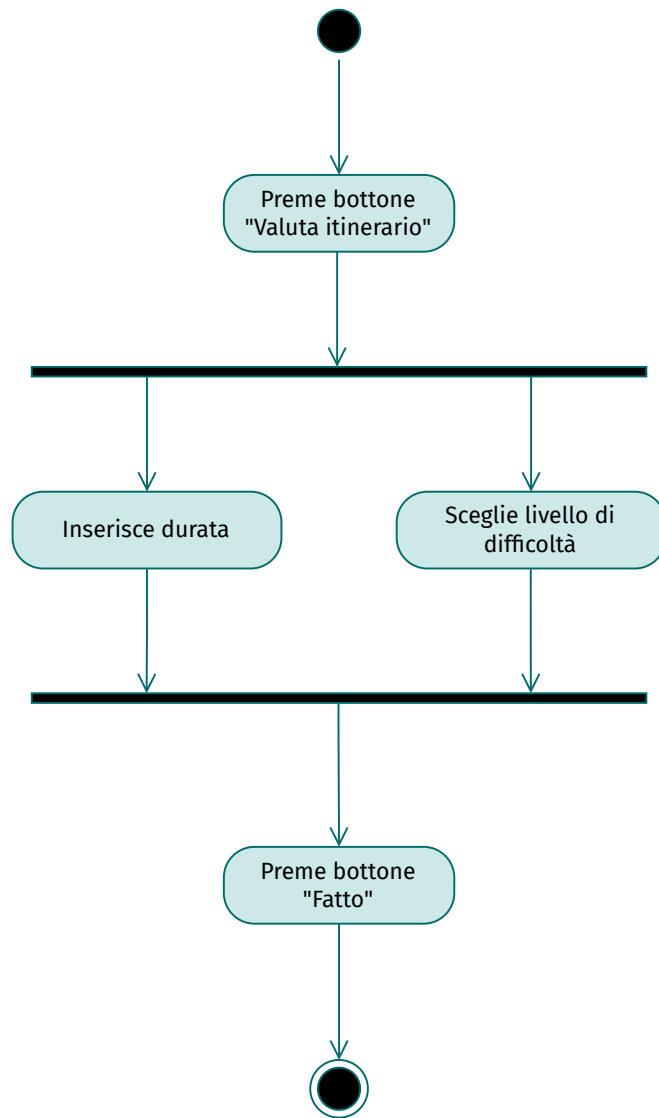 Preme bottone
"Valuta itinerario"
Inserisce durata
Sceglie livello di
difficoltà
Preme bottone
"Fatto"